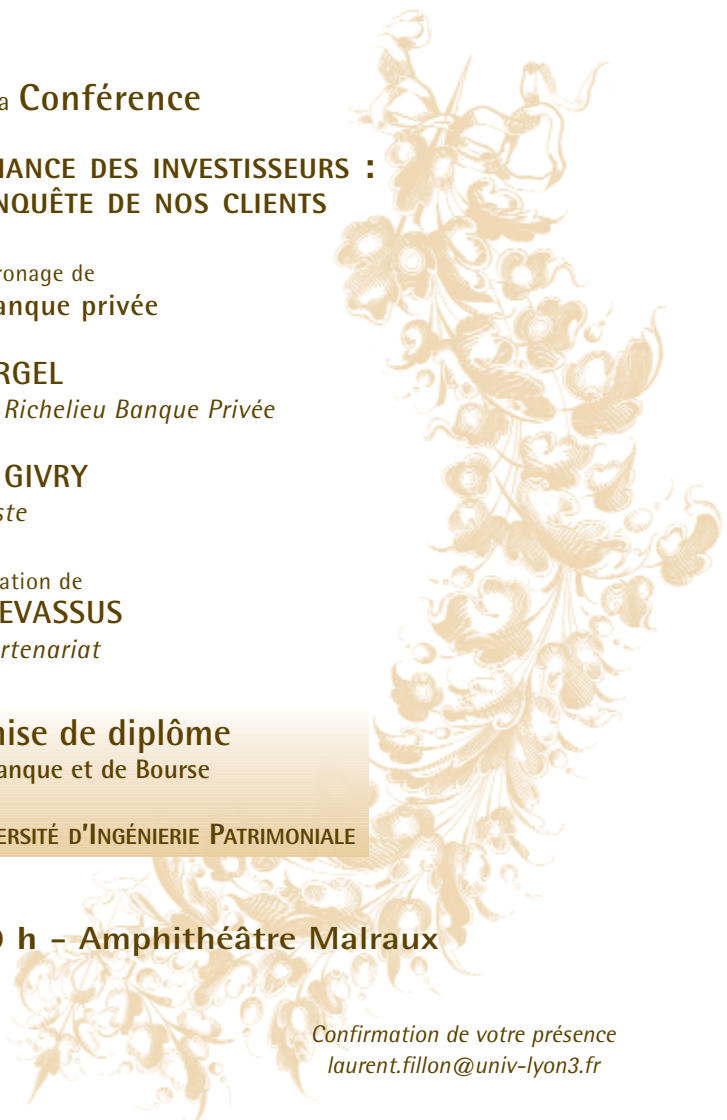 a Conférence
IANCE DES INVESTISSEURS :
NQUÊTE DE NOS CLIENTS
ronage de
anque privée
RGEL
Richelieu Banque Privée
GIVRY
ste
ation de
EVASSUS
rtenariat
ise de diplôme
anque et de Bourse
ERSITÉ D'INGÉNIERIE PATRIMONIALE
h – Amphithéâtre Malraux
Confirmation de votre présence
laurent.fillon@univ-lyon3.fr